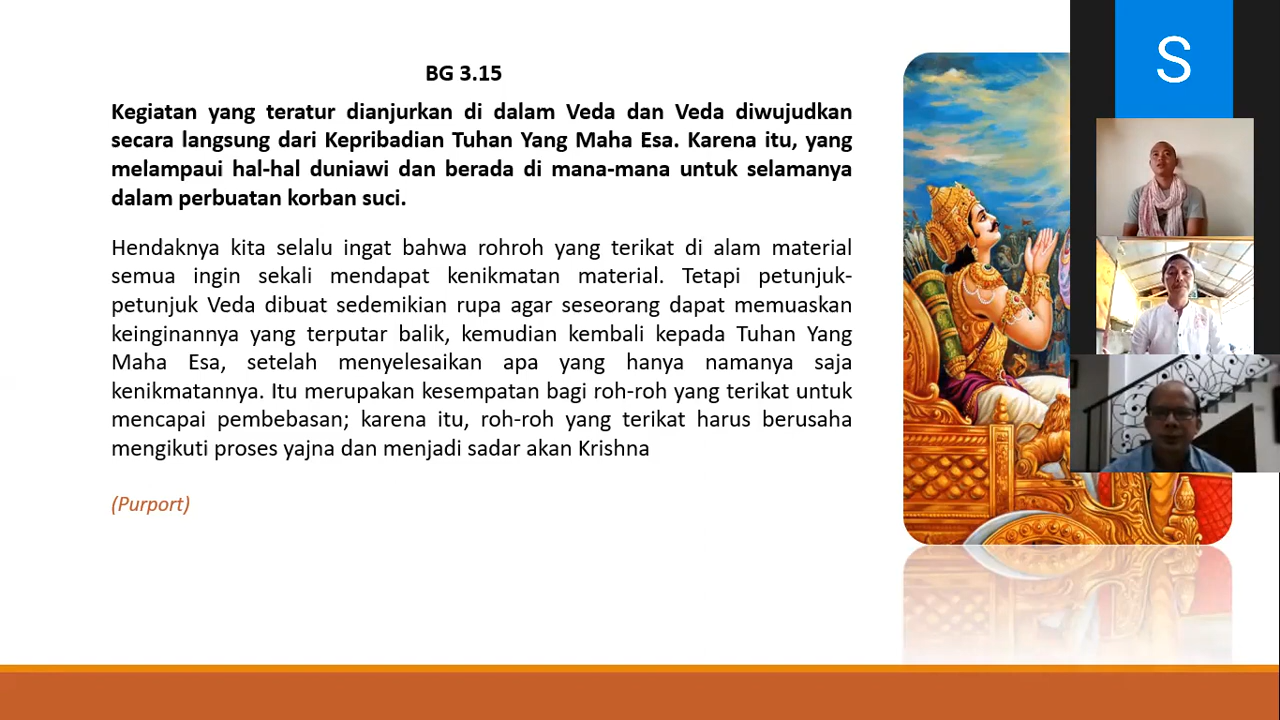 BG 3.15
Kegiatan yang teratur dianjurkan di dalam Veda dan Veda diwujudkan
secara langsung dari Kepribadian Tuhan Yang Maha Esa. Karena itu, yang
melampaui hal-hal duniawi dan berada di mana-mana untuk selamanya
dalam perbuatan korban suci.
Hendaknya kita selalu ingat bahwa rohroh yang terikat di alam material
semua ingin sekali mendapat kenikmatan material. Tetapi petunjuk-
petunjuk Veda dibuat sedemikian rupa agar seseorang dapat memuaskan
keinginannya yang terputar balik, kemudian kembali kepada Tuhan Yang
Maha Esa, setelah menyelesaikan apa yang hanya namanya saja
kenikmatannya. Itu merupakan kesempatan bagi roh-roh yang terikat untuk
mencapai pembebasan; karena itu, roh-roh yang terikat harus berusaha
mengikuti proses yajna dan menjadi sadar akan Krishna
(Purport)
S